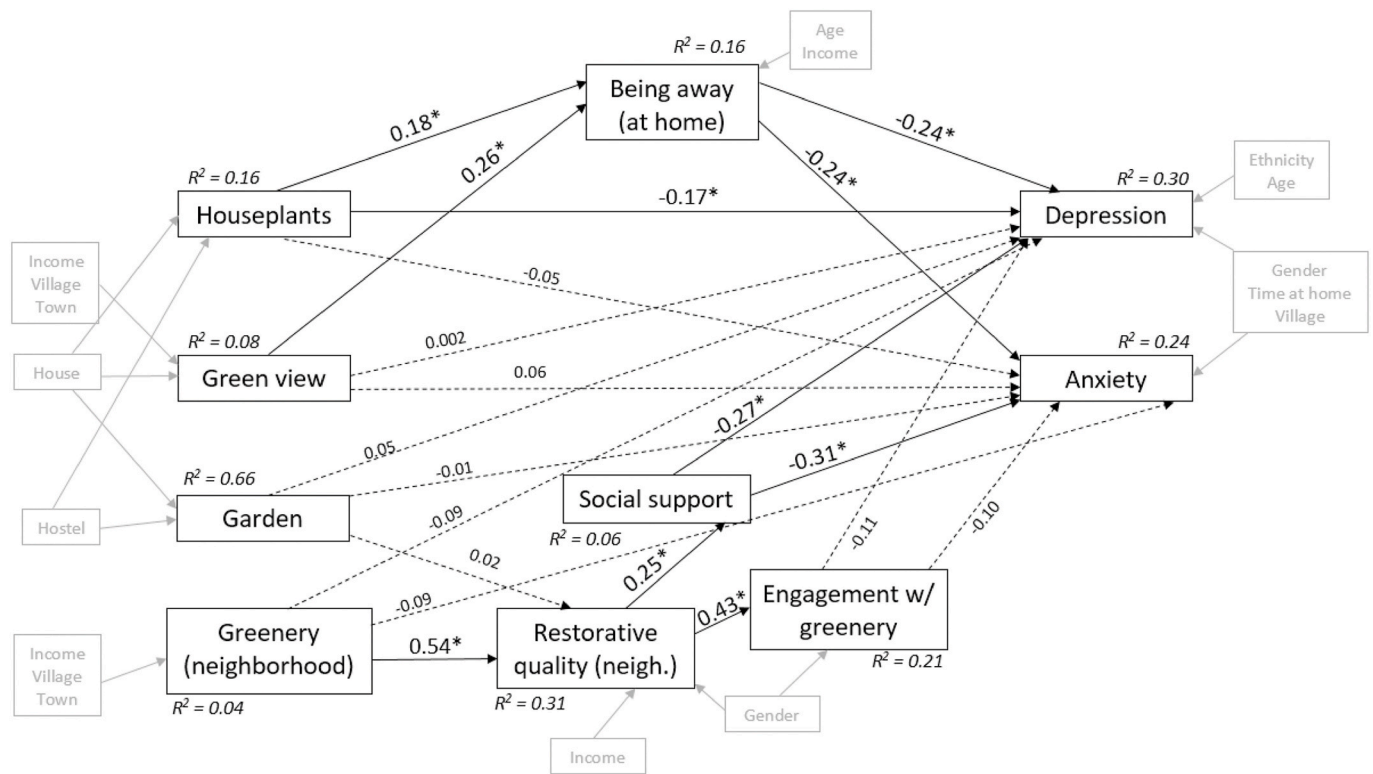 R² = 0.16
Age
Income
Being away
(at home)
0.18*
0.26*
-0.24*
-0.24*
R² = 0.16
Houseplants
-0.17*
R² = 0.30
Depression
Ethnicity
Age
Income
Village
Town
-0.05
Gender
Time at home
Village
R² = 0.08
Green view
0.002
0.06
R² = 0.24
Anxiety
House
0.05
-0.01
-0.27*
-0.31*
R² = 0.66
Garden
Hostel
Social support
R² = 0.06
-0.09
0.02
-0.11
-0.10
0.25*
-0.09
0.43*
Engagement w/
greenery
R² = 0.21
Greenery
(neighborhood)
R² = 0.04
0.54*
Restorative
quality (neigh.)
R² = 0.31
Income
Village
Town
Gender
Income